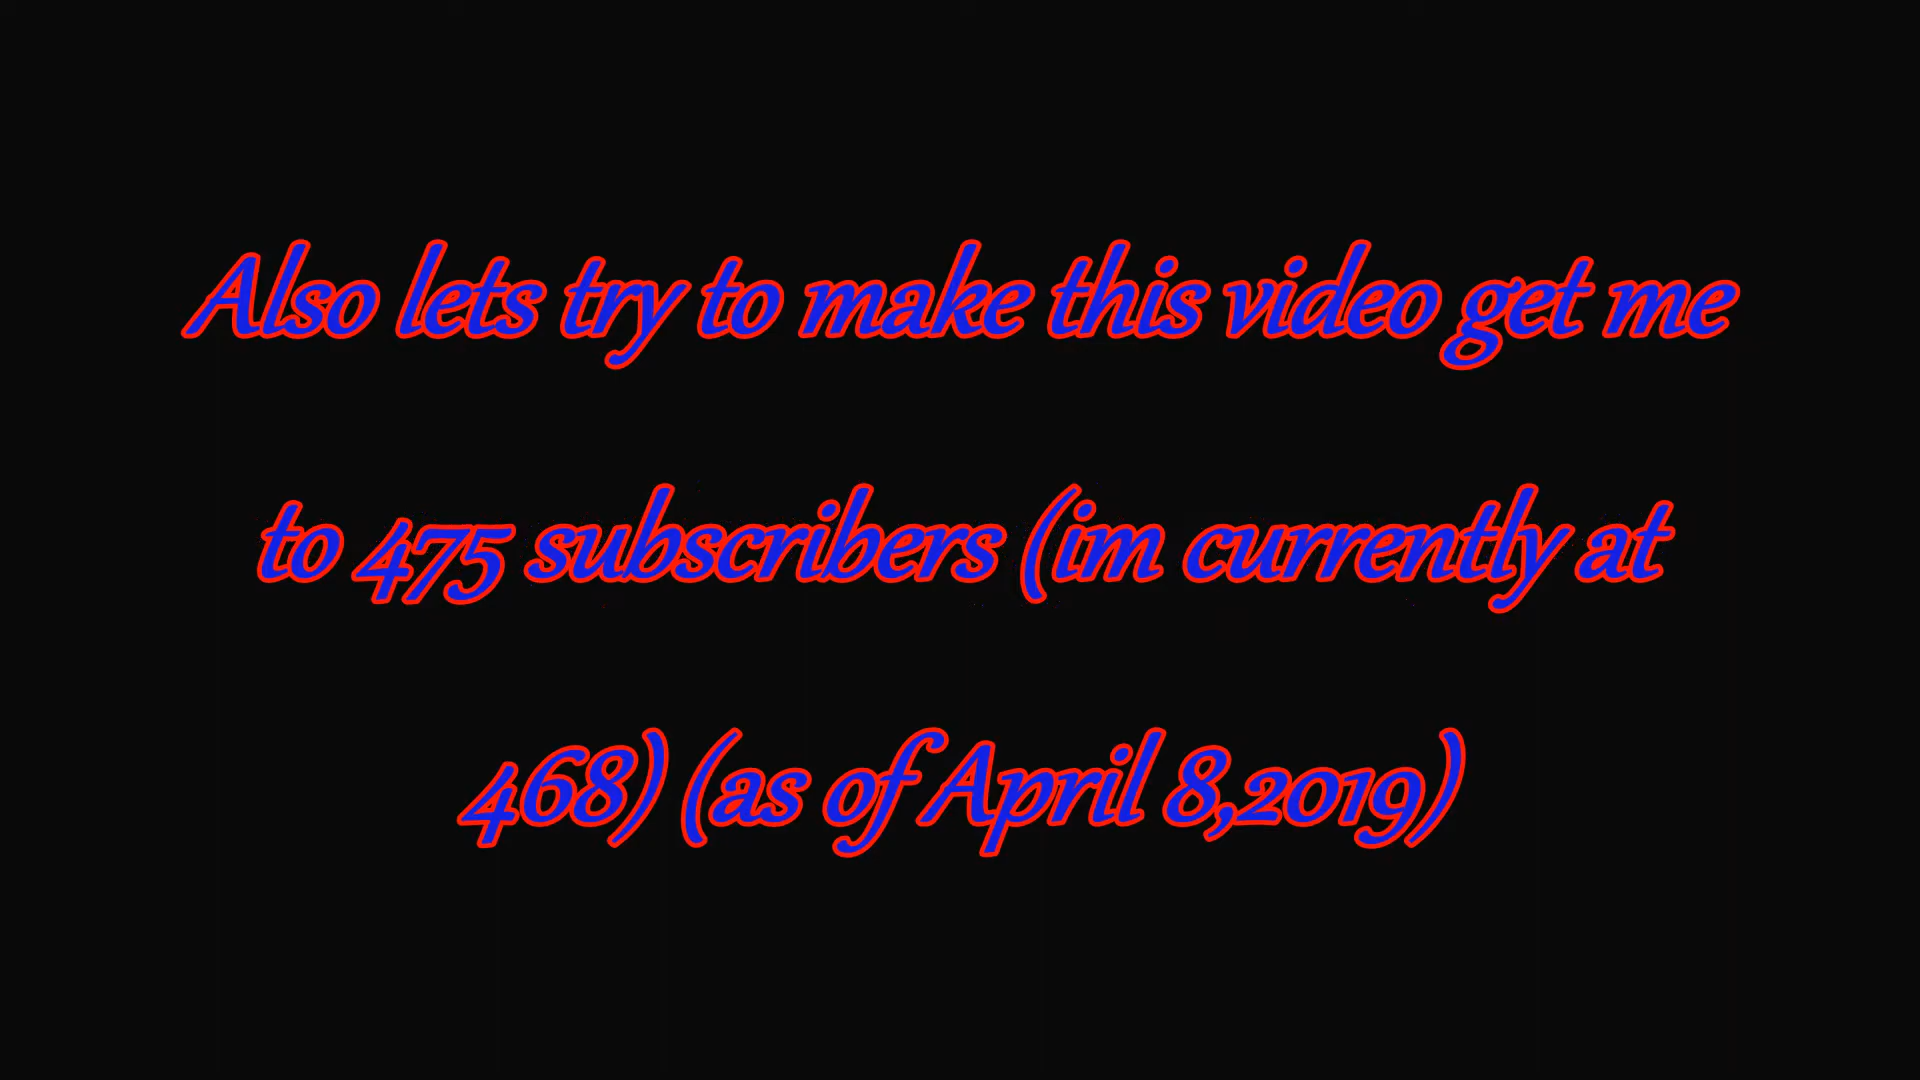 Also lets try to make this video get me
to 475 subscribers (im currently at
468) (as of April 8,2019)